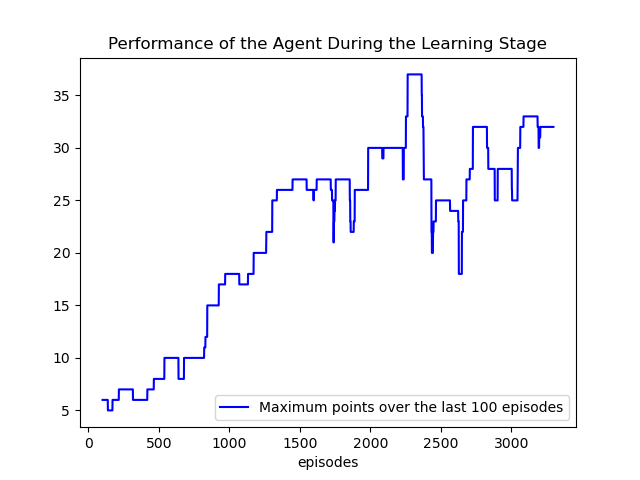 Performance of the Agent During the Learning Stage
35
30
25
20
15
10
5
Maximum points over the last 100 episodes
0 500 1000 1500 2000 2500 3000
episodes